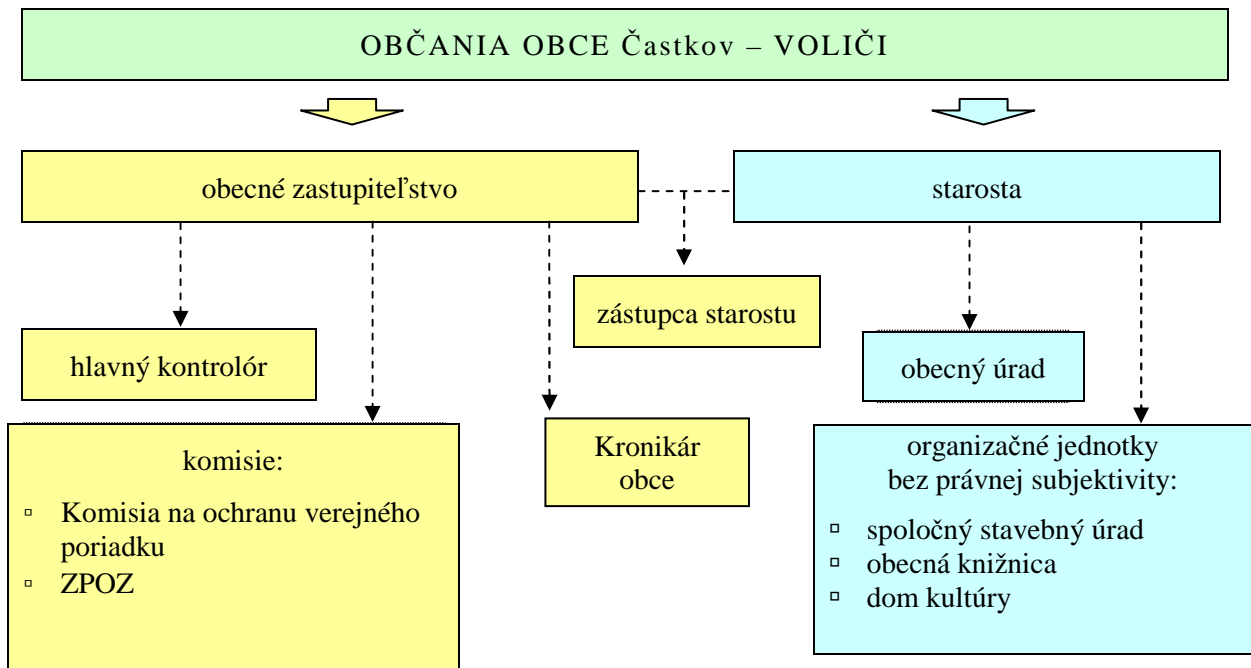 OBČANIA OBCE Častkov – VOLIČI
obecné zastupiteľstvo
starosta
zástupca starostu
hlavný kontrolór
obecný úrad
komisie:
▫ Komisia na ochranu verejného
poriadku
▫ ZPOZ
Kronikár
obce
organizačné jednotky
bez právnej subjektivity:
▫ spoločný stavebný úrad
▫ obecná knižnica
▫ dom kultúry